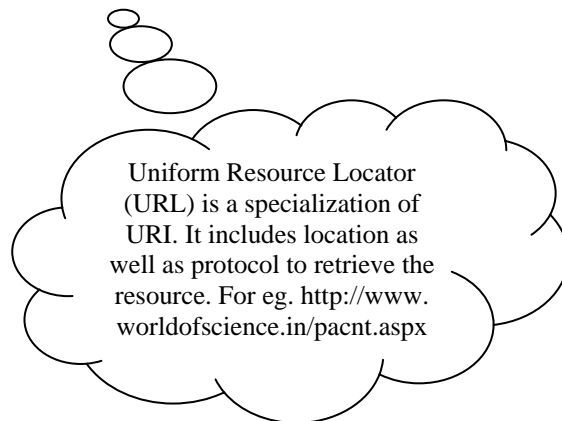 Uniform Resource Locator
(URL) is a specialization of
URI. It includes location as
well as protocol to retrieve the
resource. For eg. http://www.
worldofscience.in/pacnt.aspx